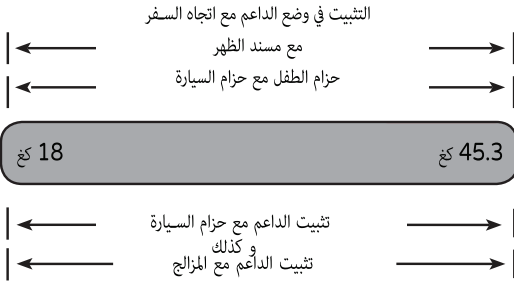 التثبيت في وضع الداعم مع اتجاه السفر
مع مسند الظهر
حزام الطفل مع حزام السيارة
18 كغ
45.3 كغ
تثبيت الداعم مع حزام السيارة
و كذلك
تثبيت الداعم مع المزالج